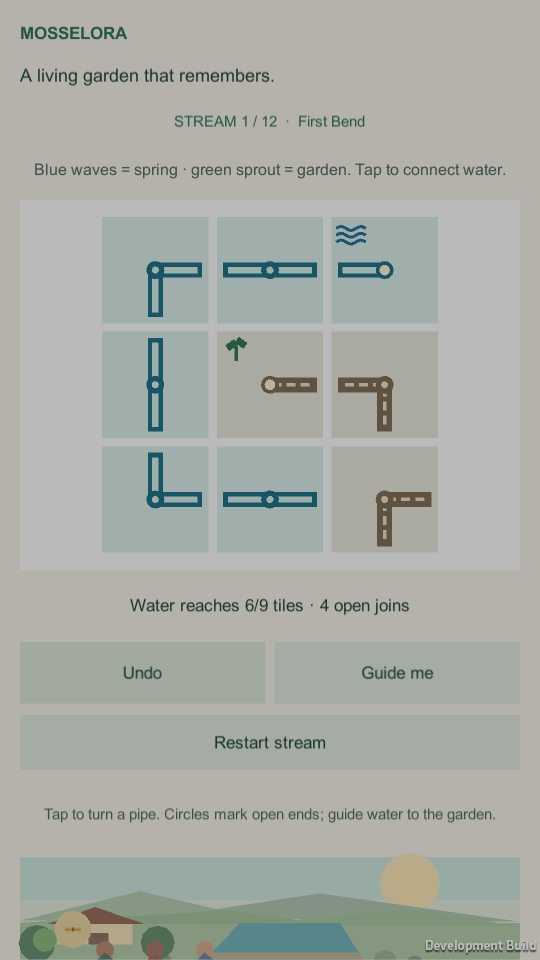 MOSSELORA
A living garden that remembers.
STREAM 1 / 12 · First Bend
Blue waves = spring · green sprout = garden. Tap to connect water.
Water reaches 6/9 tiles · 4 open joins
Undo
Guide me
Restart stream
Tap to turn a pipe. Circles mark open ends; guide water to the garden.
Development Build